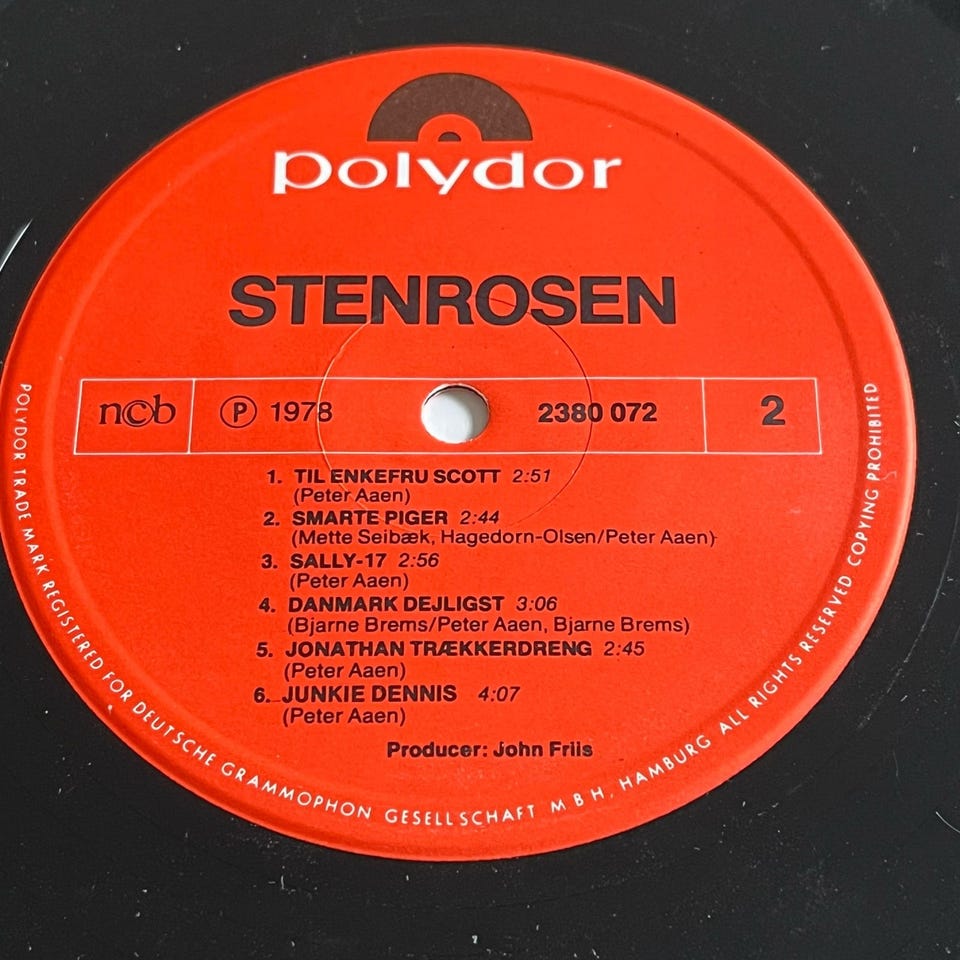 polydor
STENROSEN
ncb
℗ 1978
2380 072
2
1. TIL ENKEFRU SCOTT 2:51
(Peter Aaen)
2. SMARTE PIGER 2:44
(Mette Seibæk, Hagedorn-Olsen/Peter Aaen)
3. SALLY-17 2:56
(Peter Aaen)
4. DANMARK DEJLIGST 3:06
(Bjarne Brems/Peter Aaen, Bjarne Brems)
5. JONATHAN TRÆKKERDRENG 2:45
(Peter Aaen)
6. JUNKIE DENNIS 4:07
(Peter Aaen)
Producer: John Friis
POLYDOR TRADE MARK REGISTERED FOR DEUTSCHE GRAMMOPHON GESELLSCHAFT M B H, HAMBURG ALL RIGHTS RESERVED COPYING PROHIBITED